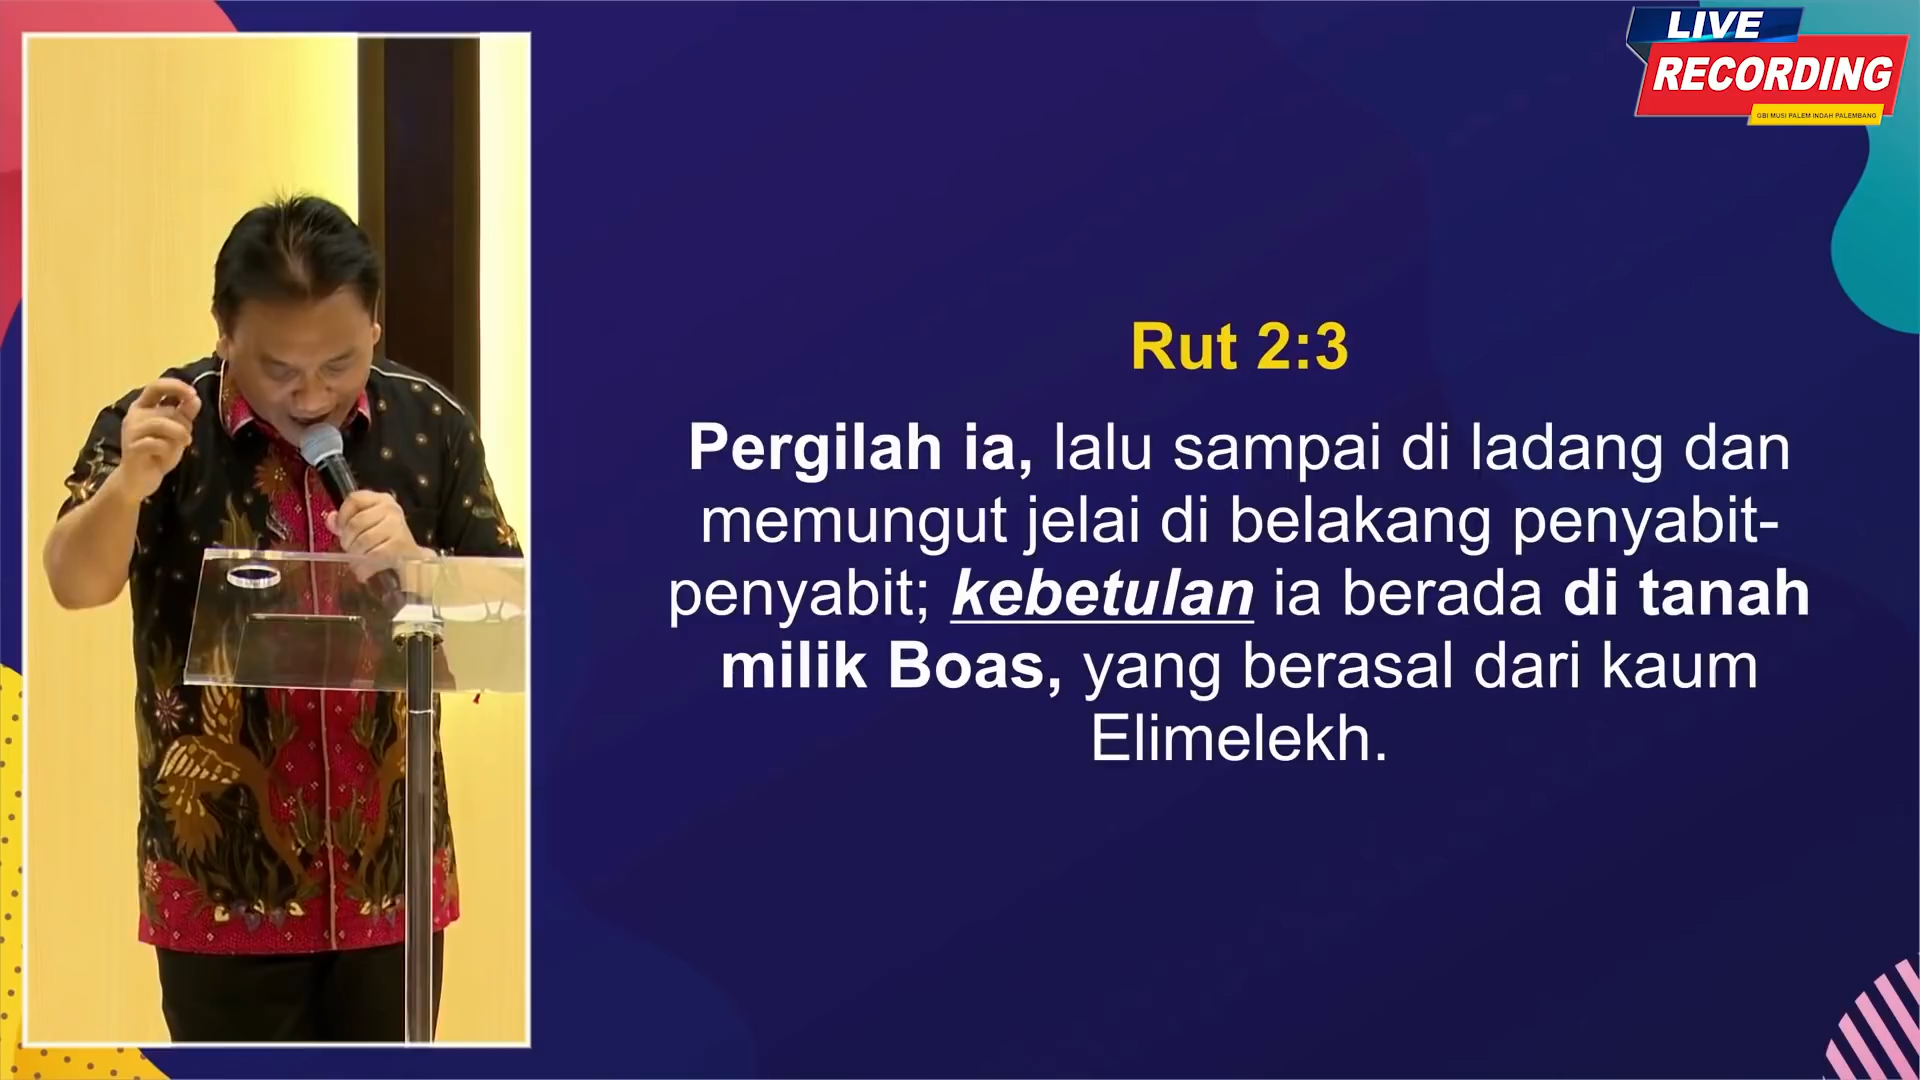 LIVE
RECORDING
GBI MUSI PALEM INDAH PALEMBANG
Rut 2:3
Pergilah ia, lalu sampai di ladang dan
memungut jelai di belakang penyabit-
penyabit; kebetulan ia berada di tanah
milik Boas, yang berasal dari kaum
Elimelekh.